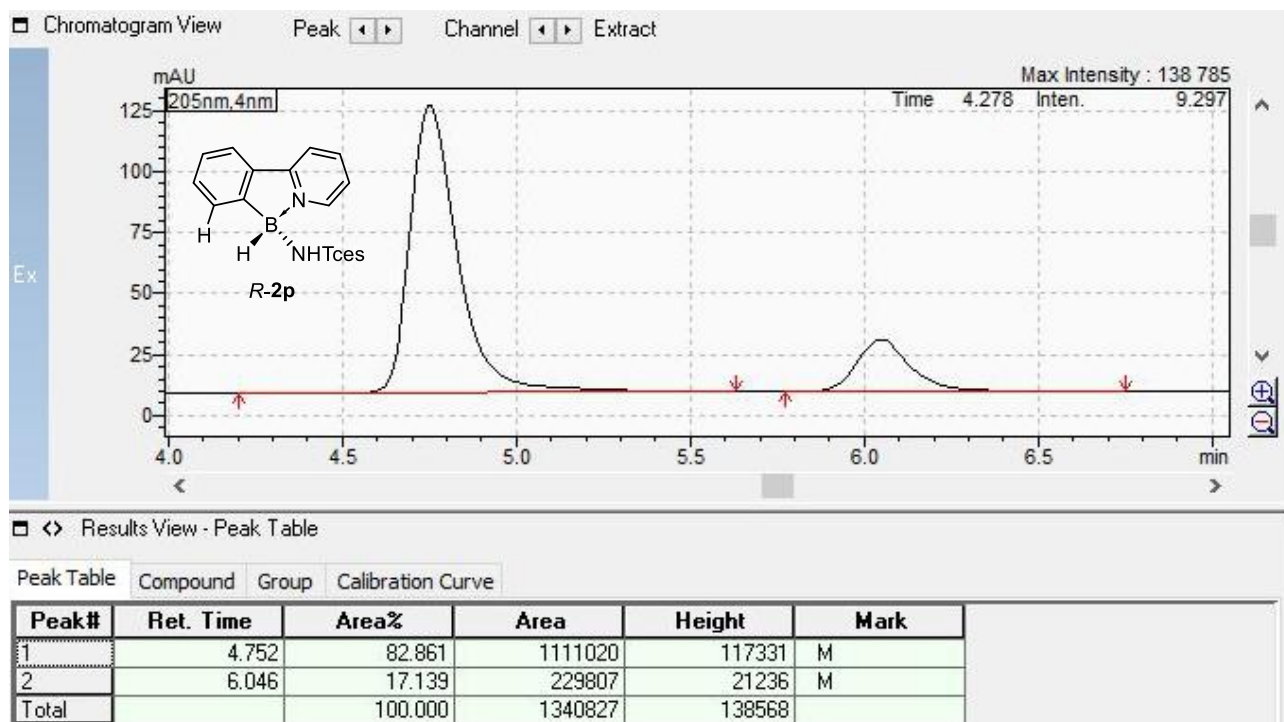 Chromatogram View Peak Channel Extract
mAU Max Intensity : 138 785
205nm,4nm Time 4.278 Inten. 9.297
125
100
75
50
25
0
N
B
H
H
NHTces
R-2p
Ex
4.0 4.5 5.0 5.5 6.0 6.5 min
Results View - Peak Table
Peak Table Compound Group Calibration Curve
Peak# Ret. Time Area% Area Height Mark
1 4.752 82.861 1111020 117331 M
2 6.046 17.139 229807 21236 M
Total 100.000 1340827 138568